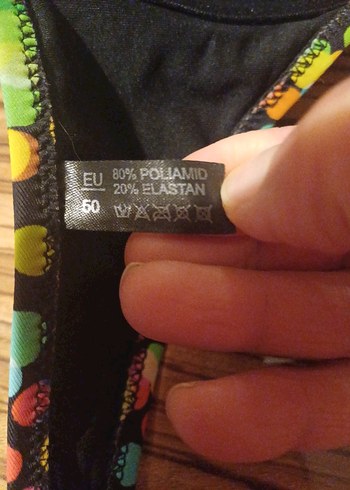 EU 80% POLIAMID
50 20% ELASTAN